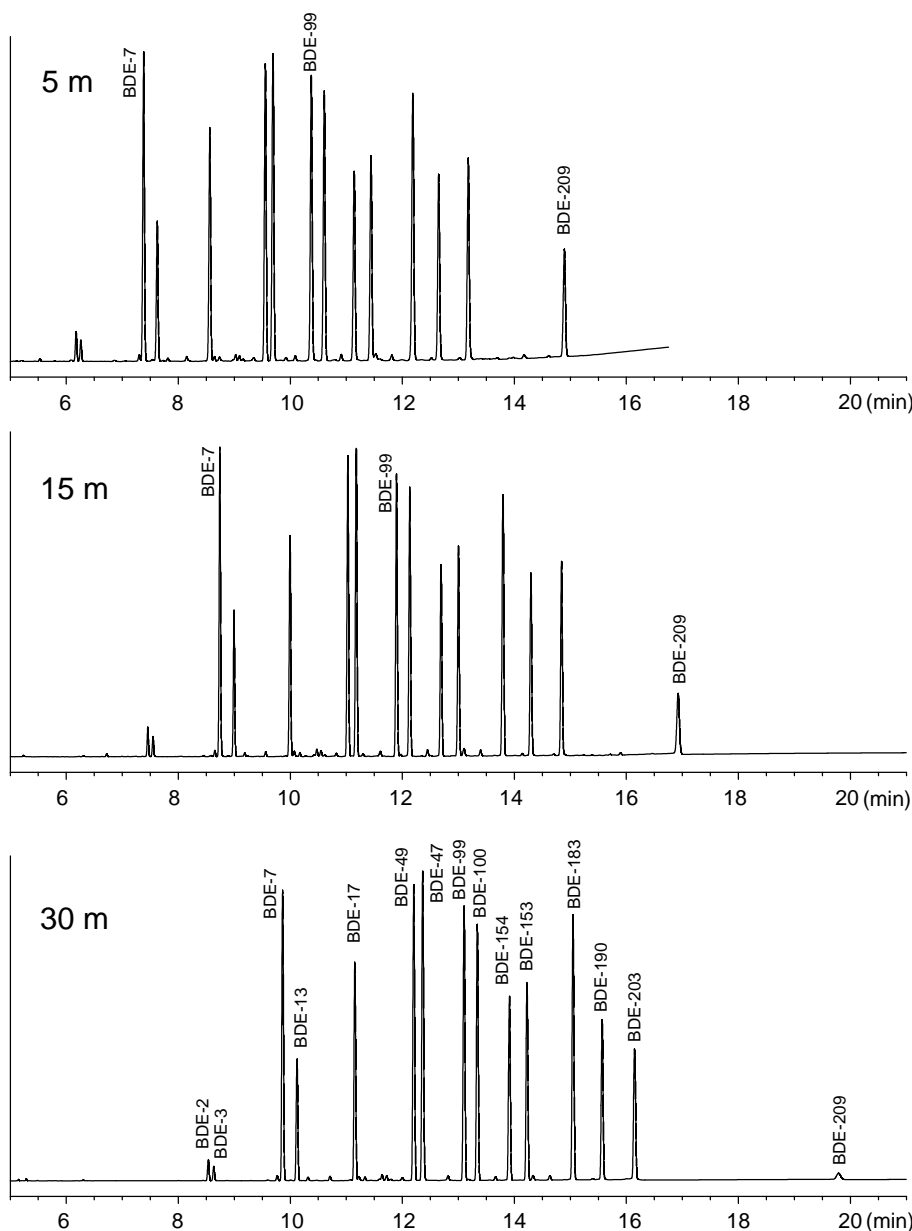 5 m
BDE-7
BDE-99
BDE-209
6 8 10 12 14 16 18 20 (min)
15 m
BDE-7
BDE-99
BDE-209
6 8 10 12 14 16 18 20 (min)
30 m
BDE-2
BDE-3
BDE-7
BDE-13
BDE-17
BDE-49
BDE-47
BDE-99
BDE-100
BDE-154
BDE-153
BDE-183
BDE-190
BDE-203
BDE-209
6 8 10 12 14 16 18 20 (min)